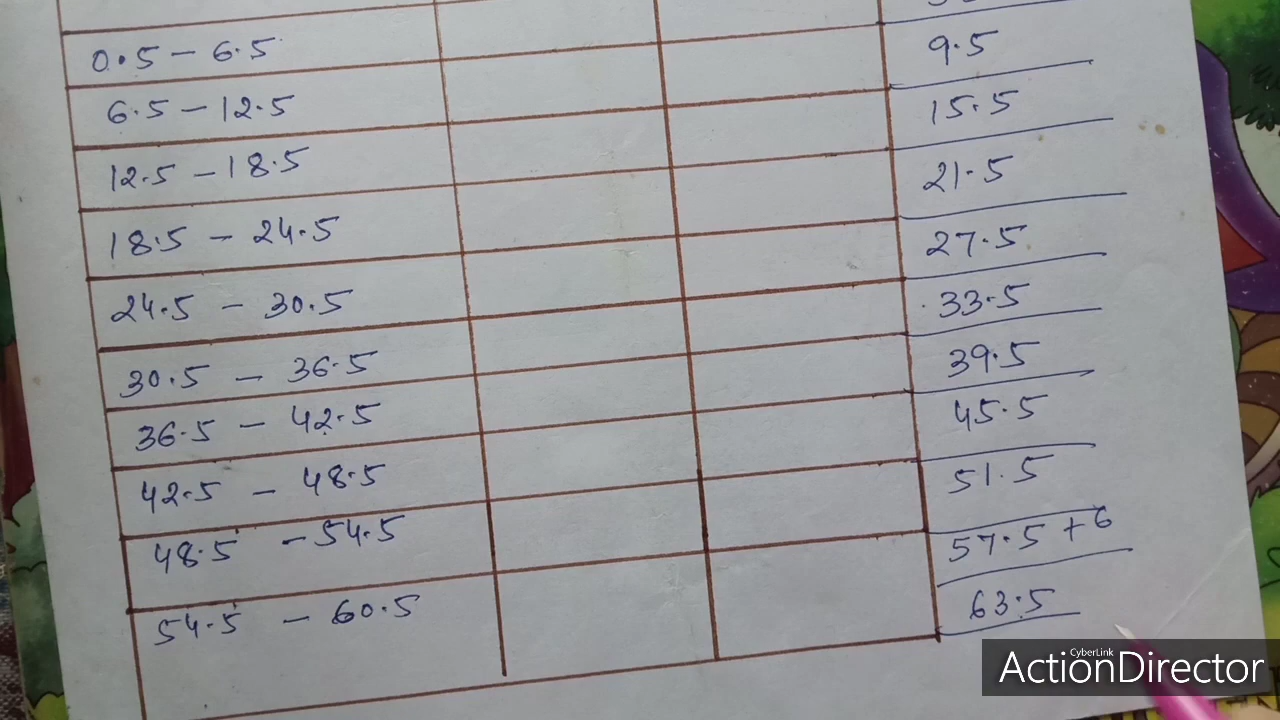 0.5 – 6.5 9.5
6.5 – 12.5 15.5
12.5 – 18.5 21.5
18.5 – 24.5 27.5
24.5 – 30.5 33.5
30.5 – 36.5 39.5
36.5 – 42.5 45.5
42.5 – 48.5 51.5
48.5 – 54.5 57.5 + 6
54.5 – 60.5 63.5
CyberLink
ActionDirector